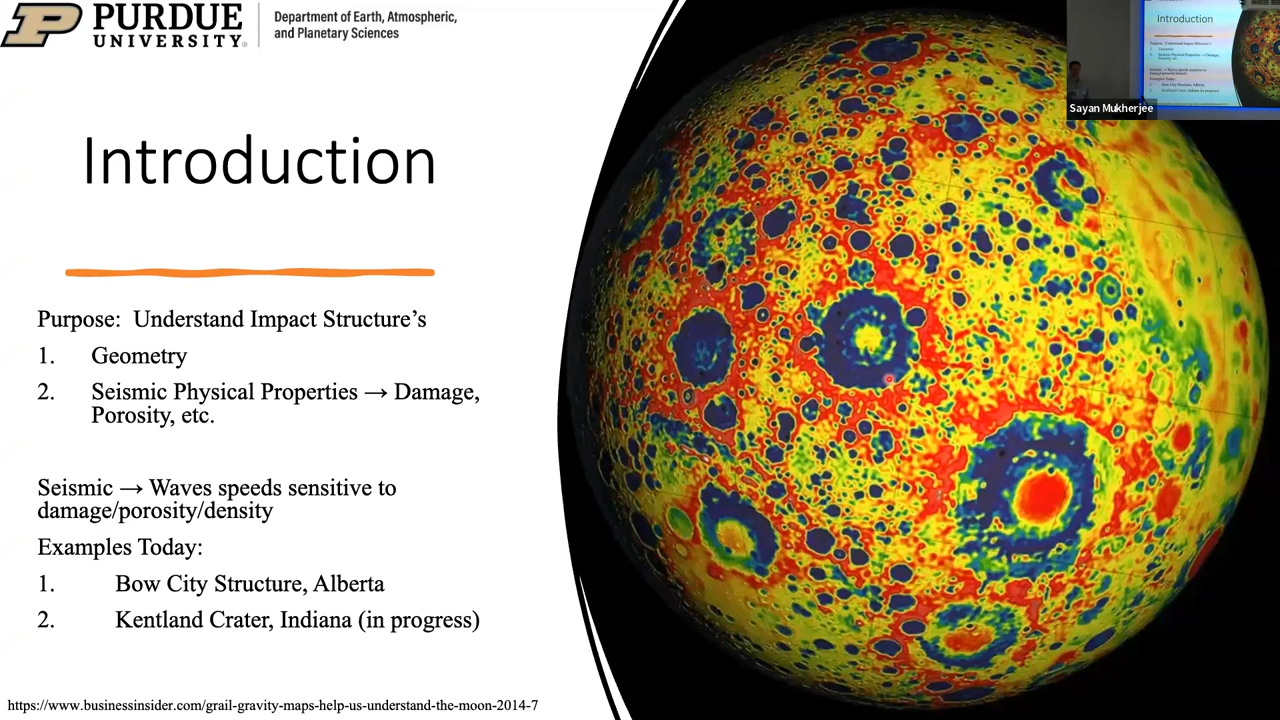 PURDUE
UNIVERSITY®
Department of Earth, Atmospheric,
and Planetary Sciences
Introduction
Sayan Mukherjee
Introduction
Purpose: Understand Impact Structure’s
1. Geometry
2. Seismic Physical Properties → Damage,
Porosity, etc.
Seismic → Waves speeds sensitive to
damage/porosity/density
Examples Today:
1. Bow City Structure, Alberta
2. Kentland Crater, Indiana (in progress)
https://www.businessinsider.com/grail-gravity-maps-help-us-understand-the-moon-2014-7